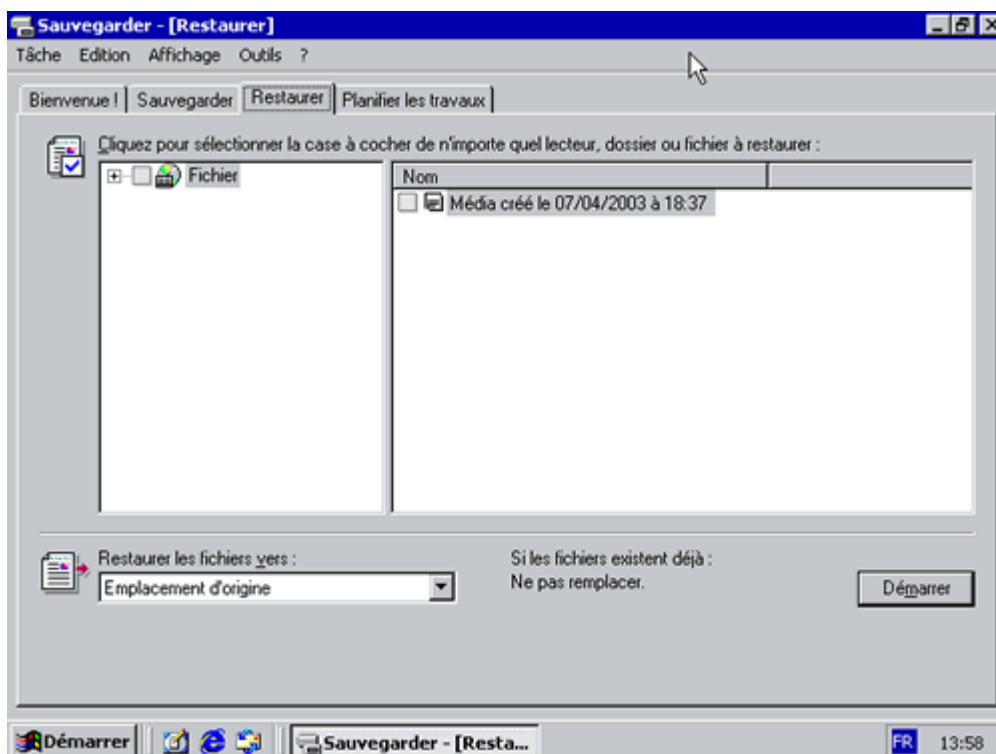 Sauvegarder - [Restaurer]
Tâche Edition Affichage Outils ?
Bienvenue ! Sauvegarder Restaurer Planifier les travaux
Cliquez pour sélectionner la case à cocher de n'importe quel lecteur, dossier ou fichier à restaurer :
Fichier
Nom
Média créé le 07/04/2003 à 18:37
Restaurer les fichiers vers :
Emplacement d'origine
Si les fichiers existent déjà :
Ne pas remplacer.
Démarrer
Démarrer Sauvegarder - [Resta... FR 13:58